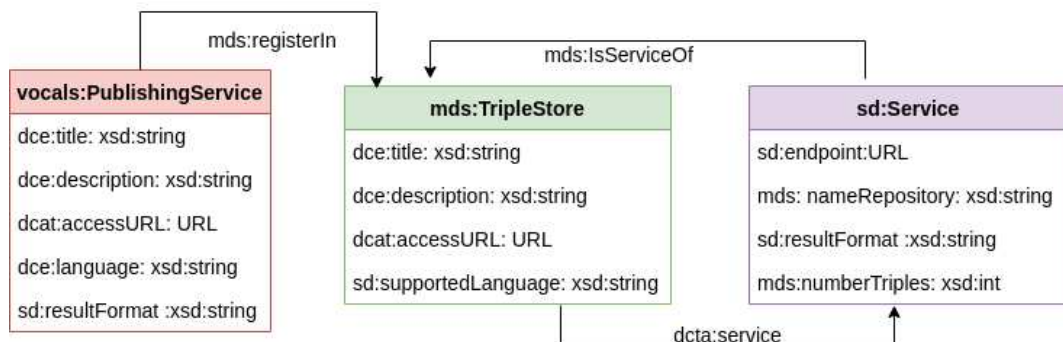 mds:registerIn
mds:IsServiceOf
vocals:PublishingService
dce:title: xsd:string
dce:description: xsd:string
dcat:accessURL: URL
dce:language: xsd:string
sd:resultFormat :xsd:string
mds:TripleStore
dce:title: xsd:string
dce:description: xsd:string
dcat:accessURL: URL
sd:supportedLanguage: xsd:string
sd:Service
sd:endpoint:URL
mds: nameRepository: xsd:string
sd:resultFormat :xsd:string
mds:numberTriples: xsd:int
dcta:service